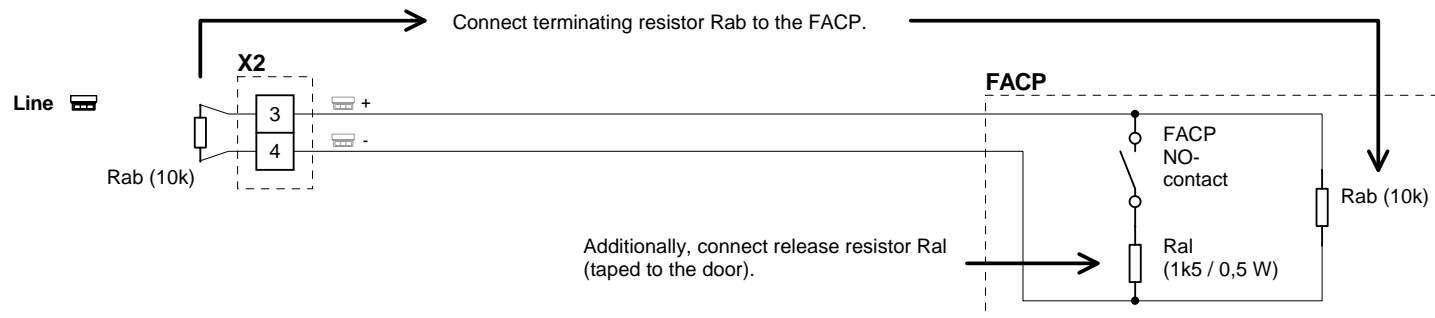 Connect terminating resistor Rab to the FACP.
X2
FACP
Line
3
+
4
-
Rab (10k)
FACP
NO-
contact
Rab (10k)
Additionally, connect release resistor Ral
(taped to the door).
Ral
(1k5 / 0,5 W)